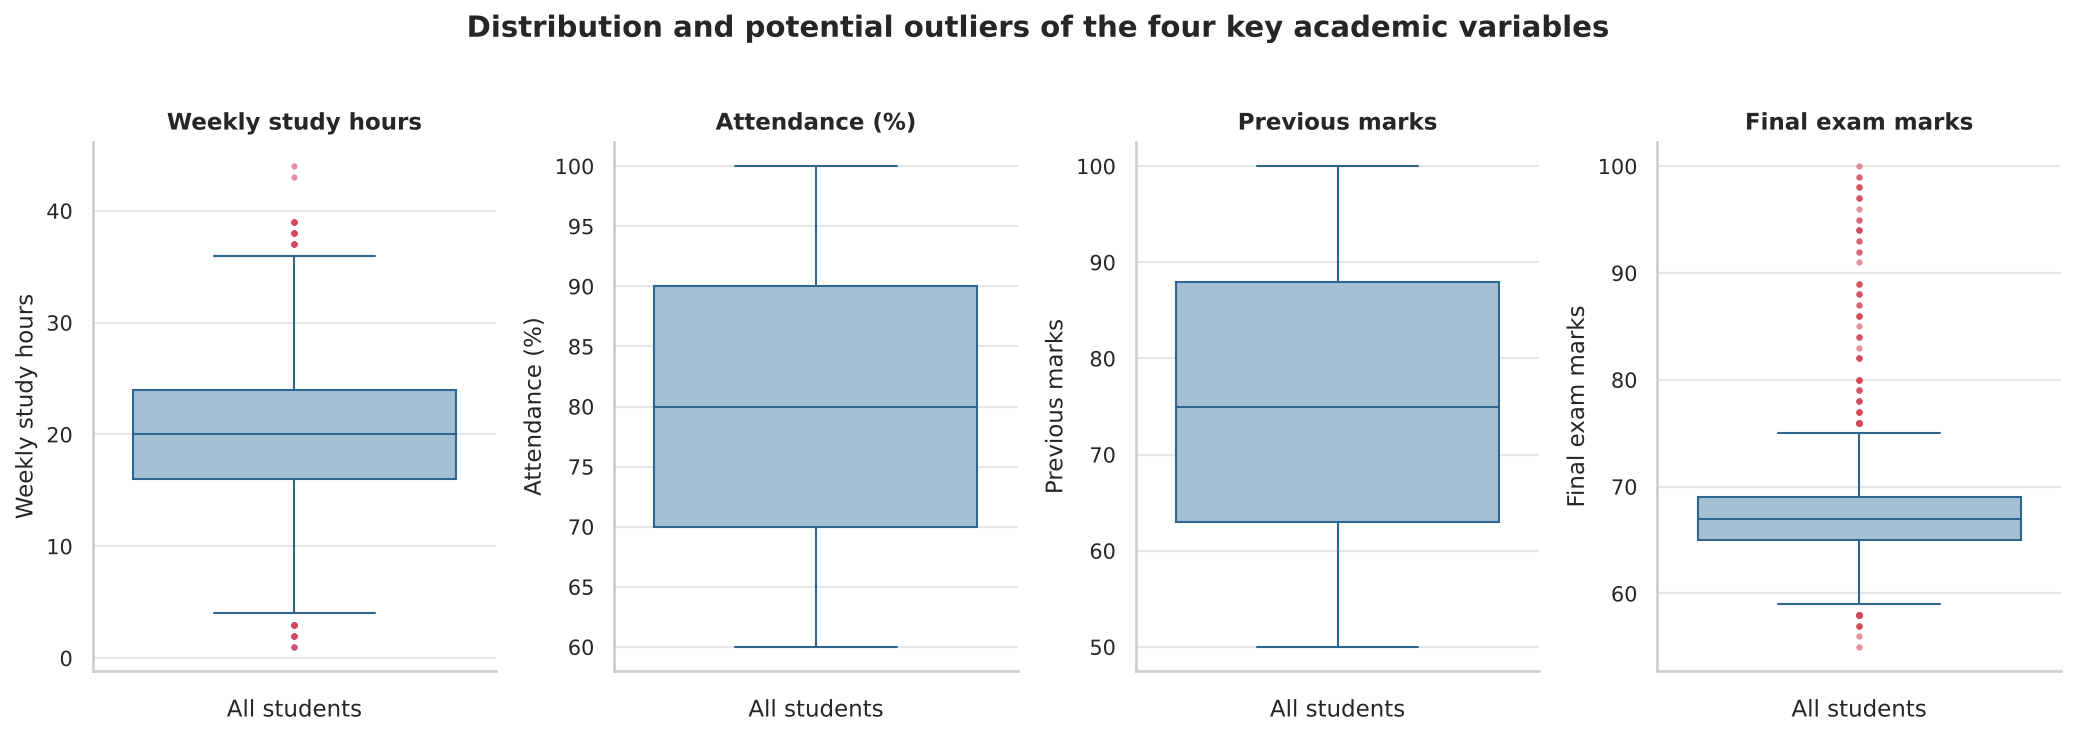 Distribution and potential outliers of the four key academic variables
Weekly study hours
Weekly study hours
40
30
20
10
0
All students
Attendance (%)
Attendance (%)
100
95
90
85
80
75
70
65
60
All students
Previous marks
Previous marks
100
90
80
70
60
50
All students
Final exam marks
Final exam marks
100
90
80
70
60
All students